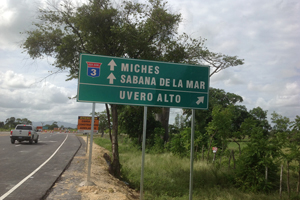 MICHES
3
SABANA DE LA MAR
UVERO ALTO